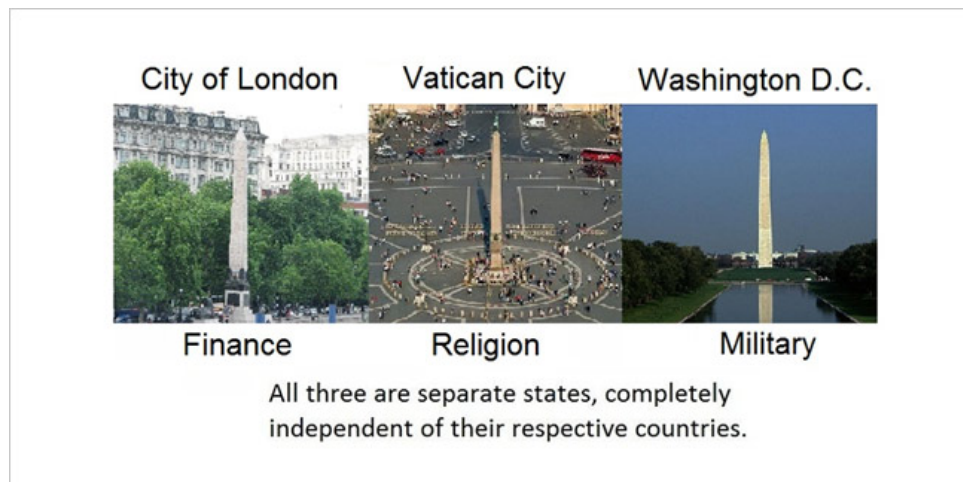 City of London
Vatican City
Washington D.C.
Finance
Religion
Military
All three are separate states, completely
independent of their respective countries.